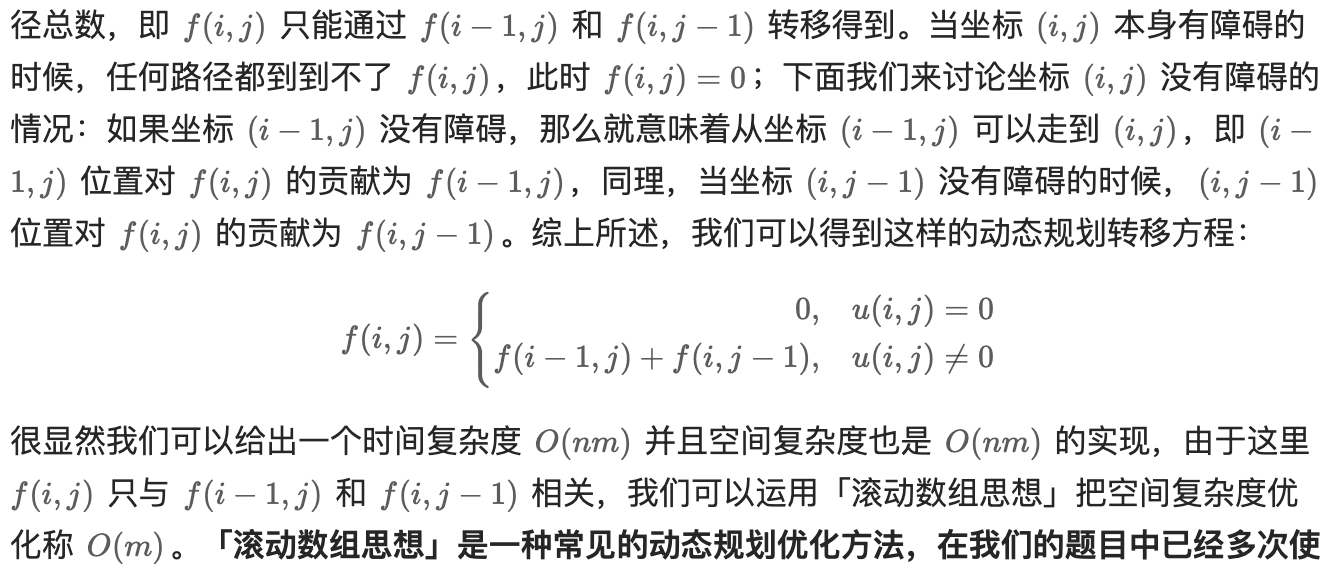 径总数，即 f(i, j) 只能通过 f(i − 1, j) 和 f(i, j − 1) 转移得到。当坐标 (i, j) 本身有障碍的
时候，任何路径都到到不了 f(i, j)，此时 f(i, j) = 0；下面我们来讨论坐标 (i, j) 没有障碍的
情况：如果坐标 (i − 1, j) 没有障碍，那么就意味着从坐标 (i − 1, j) 可以走到 (i, j)，即 (i −
1, j) 位置对 f(i, j) 的贡献为 f(i − 1, j)，同理，当坐标 (i, j − 1) 没有障碍的时候，(i, j − 1)
位置对 f(i, j) 的贡献为 f(i, j − 1)。综上所述，我们可以得到这样的动态规划转移方程：
f(i, j) = { 0, u(i, j) = 0
f(i − 1, j) + f(i, j − 1), u(i, j) ≠ 0
很显然我们可以给出一个时间复杂度 O(nm) 并且空间复杂度也是 O(nm) 的实现，由于这里
f(i, j) 只与 f(i − 1, j) 和 f(i, j − 1) 相关，我们可以运用「滚动数组思想」把空间复杂度优
化称 O(m)。「滚动数组思想」是一种常见的动态规划优化方法，在我们的题目中已经多次使